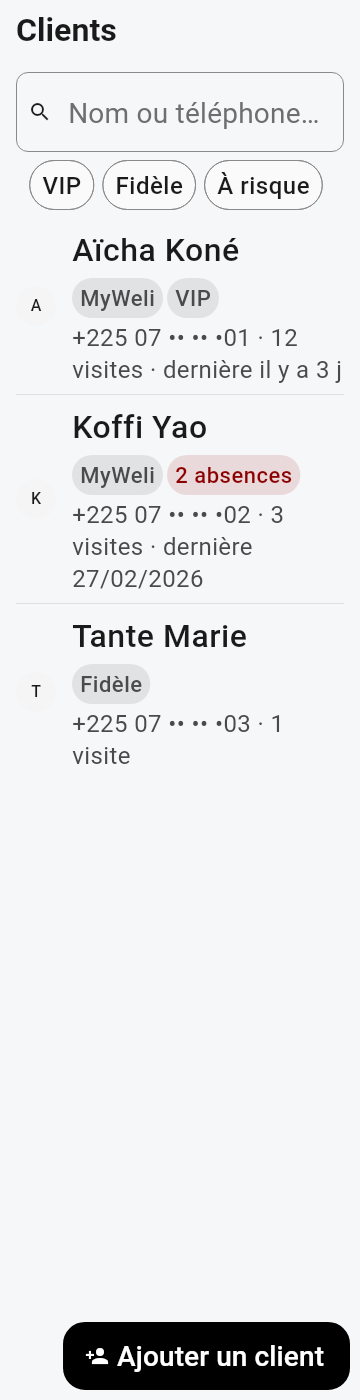 Clients
Nom ou téléphone...
VIP Fidèle À risque
Aïcha Koné
A
MyWeli VIP
+225 07 •• •• •01 · 12
visites · dernière il y a 3 j
Koffi Yao
K
MyWeli 2 absences
+225 07 •• •• •02 · 3
visites · dernière
27/02/2026
Tante Marie
T
Fidèle
+225 07 •• •• •03 · 1
visite
Ajouter un client